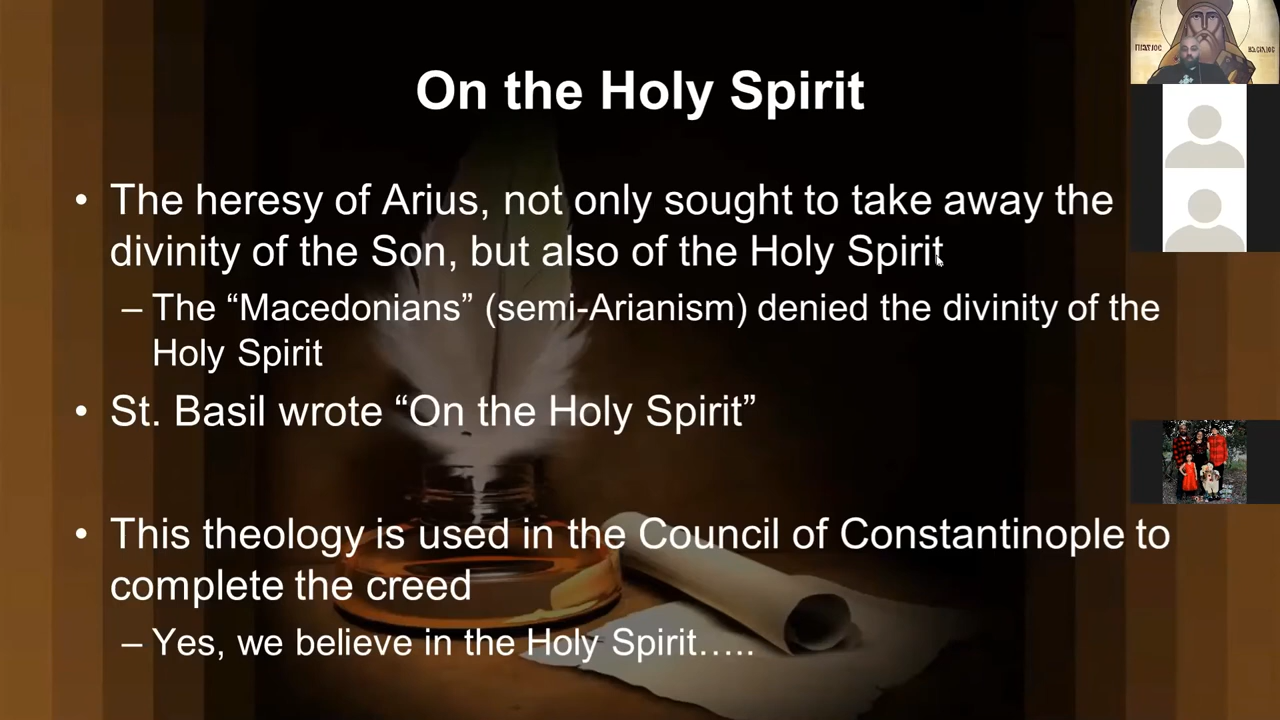 On the Holy Spirit
• The heresy of Arius, not only sought to take away the
divinity of the Son, but also of the Holy Spirit
– The “Macedonians” (semi-Arianism) denied the divinity of the
Holy Spirit
• St. Basil wrote “On the Holy Spirit”
• This theology is used in the Council of Constantinople to
complete the creed
– Yes, we believe in the Holy Spirit…..